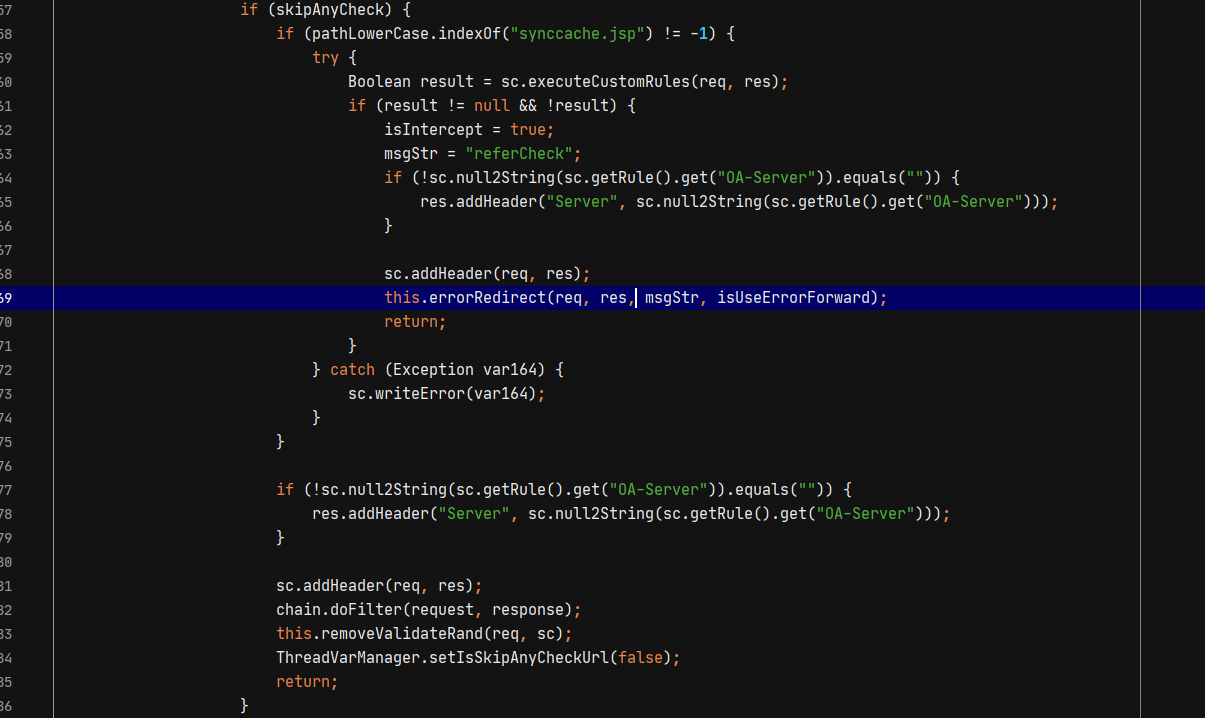 57 if (skipAnyCheck) {
58 if (pathLowerCase.indexOf("synccache.jsp") != -1) {
59 try {
60 Boolean result = sc.executeCustomRules(req, res);
61 if (result != null && !result) {
62 isIntercept = true;
63 msgStr = "referCheck";
64 if (!sc.null2String(sc.getRule().get("OA-Server")).equals("")) {
65 res.addHeader("Server", sc.null2String(sc.getRule().get("OA-Server")));
66 }
67
68 sc.addHeader(req, res);
69 this.errorRedirect(req, res, msgStr, isUseErrorForward);
70 return;
71 }
72 } catch (Exception var164) {
73 sc.writeError(var164);
74 }
75 }
76
77 if (!sc.null2String(sc.getRule().get("OA-Server")).equals("")) {
78 res.addHeader("Server", sc.null2String(sc.getRule().get("OA-Server")));
79 }
80
81 sc.addHeader(req, res);
82 chain.doFilter(request, response);
83 this.removeValidateRand(req, sc);
84 ThreadVarManager.setIsSkipAnyCheckUrl(false);
85 return;
86 }